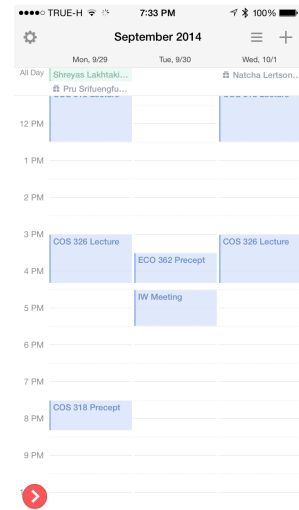 TRUE-H 7:33 PM 100%
September 2014
Mon, 9/29 Tue, 9/30 Wed, 10/1
All Day Shreyas Lakhtaki... Natcha Lertson..
Pru Srifuengfu...
12 PM
1 PM
2 PM
3 PM
COS 326 Lecture COS 326 Lecture
ECO 362 Precept
4 PM
IW Meeting
5 PM
6 PM
7 PM
COS 318 Precept
8 PM
9 PM